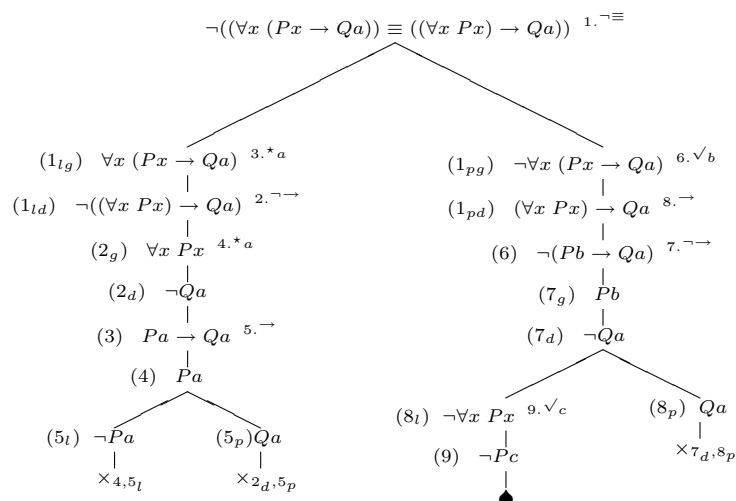 ¬((∀x (Px → Qa)) ≡ ((∀x Px) → Qa)) 1.¬≡
(1lg) ∀x (Px → Qa) 3.⋆a
(1pg) ¬∀x (Px → Qa) 6.√b
(1ld) ¬((∀x Px) → Qa) 2.¬→
(1pd) (∀x Px) → Qa 8.→
(2g) ∀x Px 4.⋆a
(6) ¬(Pb → Qa) 7.¬→
(2d) ¬Qa
(7g) Pb
(3) Pa → Qa 5.→
(7d) ¬Qa
(4) Pa
(8l) ¬∀x Px 9.√c
(8p) Qa
(5l) ¬Pa
(5p)Qa
(9) ¬Pc
×7d,8p
×4,5l
×2d,5p